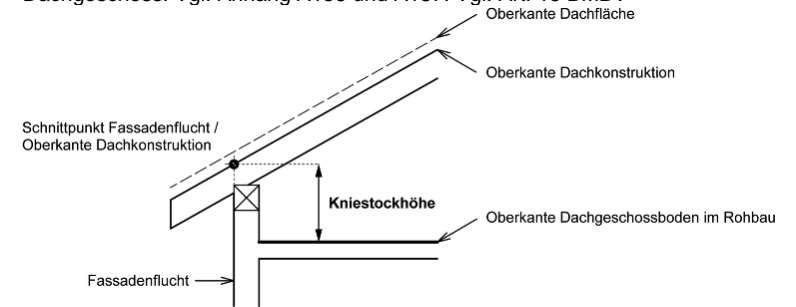 Oberkante Dachfläche
Oberkante Dachkonstruktion
Schnittpunkt Fassadenflucht /
Oberkante Dachkonstruktion
Kniestockhöhe
Oberkante Dachgeschossboden im Rohbau
Fassadenflucht